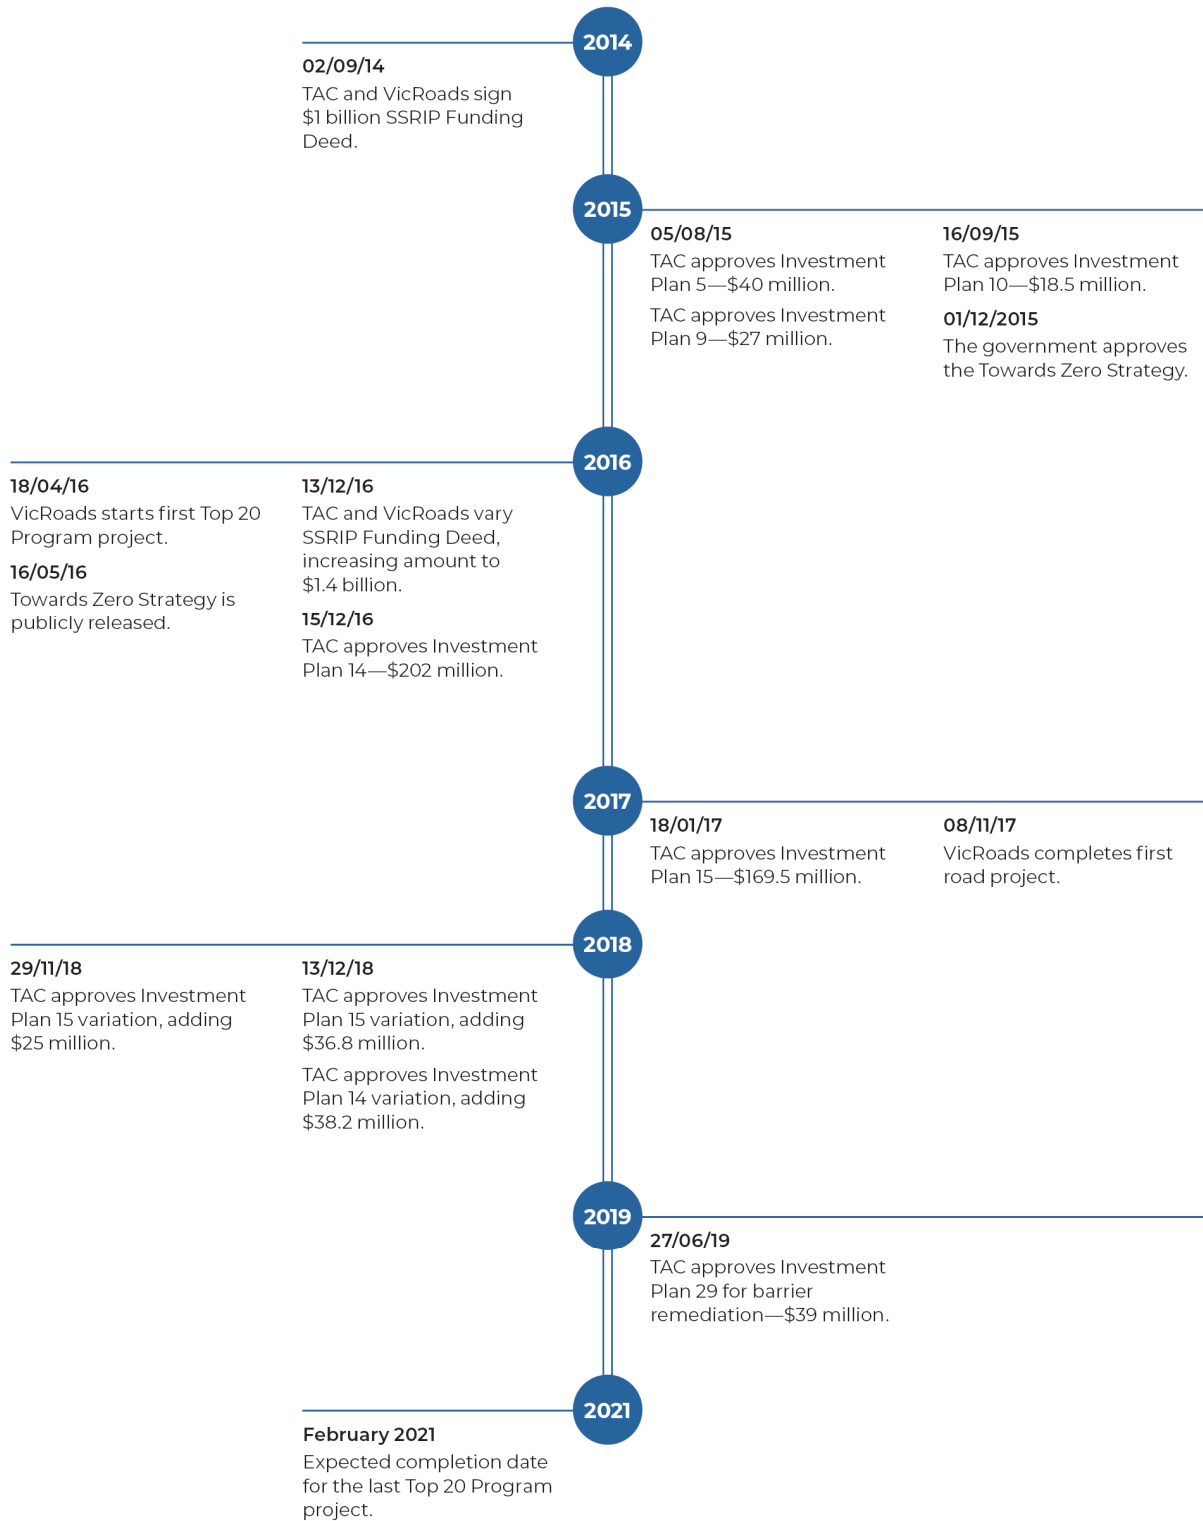 2014
02/09/14
TAC and VicRoads sign
$1 billion SSRIP Funding
Deed.
2015
05/08/15
TAC approves Investment
Plan 5—$40 million.
TAC approves Investment
Plan 9—$27 million.
16/09/15
TAC approves Investment
Plan 10—$18.5 million.
01/12/2015
The government approves
the Towards Zero Strategy.
2016
18/04/16
VicRoads starts first Top 20
Program project.
16/05/16
Towards Zero Strategy is
publicly released.
13/12/16
TAC and VicRoads vary
SSRIP Funding Deed,
increasing amount to
$1.4 billion.
15/12/16
TAC approves Investment
Plan 14—$202 million.
2017
18/01/17
TAC approves Investment
Plan 15—$169.5 million.
08/11/17
VicRoads completes first
road project.
2018
29/11/18
TAC approves Investment
Plan 15 variation, adding
$25 million.
13/12/18
TAC approves Investment
Plan 15 variation, adding
$36.8 million.
TAC approves Investment
Plan 14 variation, adding
$38.2 million.
2019
27/06/19
TAC approves Investment
Plan 29 for barrier
remediation—$39 million.
2021
February 2021
Expected completion date
for the last Top 20 Program
project.